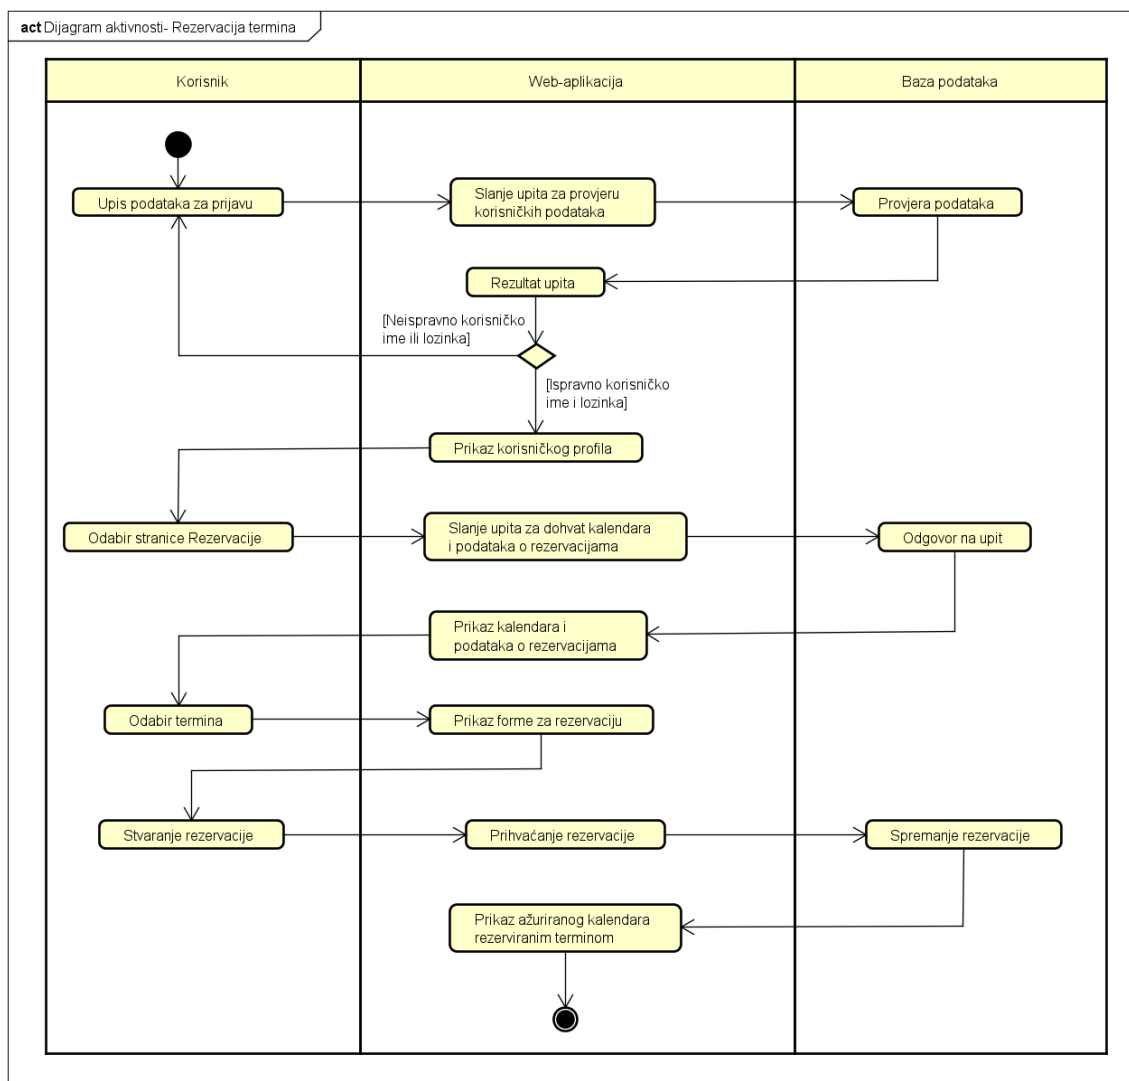 act Dijagram aktivnosti- Rezervacija termina
Korisnik
Web-aplikacija
Baza podataka
Upis podataka za prijavu
Slanje upita za provjeru
korisničkih podataka
Provjera podataka
Rezultat upita
[Neispravno korisničko
ime ili lozinka]
[Ispravno korisničko
ime i lozinka]
Prikaz korisničkog profila
Odabir stranice Rezervacije
Slanje upita za dohvat kalendara
i podataka o rezervacijama
Odgovor na upit
Prikaz kalendara i
podataka o rezervacijama
Odabir termina
Prikaz forme za rezervaciju
Stvaranje rezervacije
Prihvaćanje rezervacije
Spremanje rezervacije
Prikaz ažuriranog kalendara
rezerviranim terminom